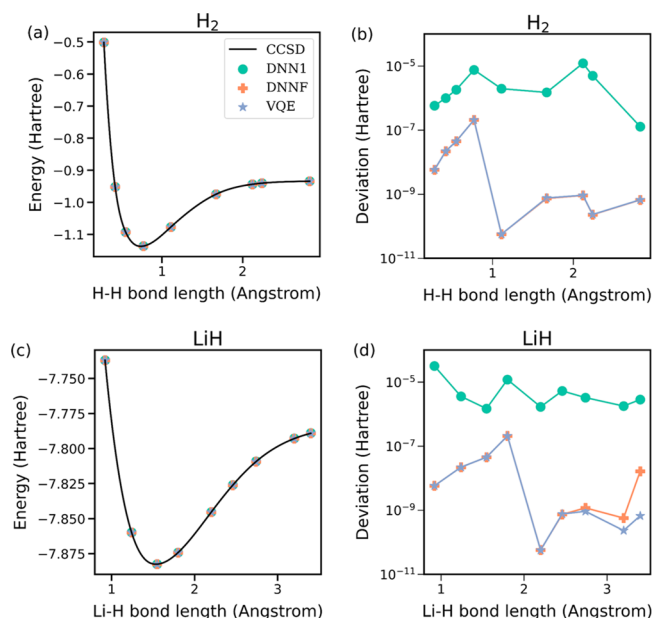 (a)
H₂
−0.5
−0.6
−0.7
−0.8
−0.9
−1.0
−1.1
Energy (Hartree)
CCSD
DNN1
DNNF
VQE
1
2
H-H bond length (Angstrom)
(b)
H₂
10⁻⁵
10⁻⁷
10⁻⁹
10⁻¹¹
Deviation (Hartree)
1
2
H-H bond length (Angstrom)
(c)
LiH
−7.750
−7.775
−7.800
−7.825
−7.850
−7.875
Energy (Hartree)
1
2
3
Li-H bond length (Angstrom)
(d)
LiH
10⁻⁵
10⁻⁷
10⁻⁹
10⁻¹¹
Deviation (Hartree)
1
2
3
Li-H bond length (Angstrom)